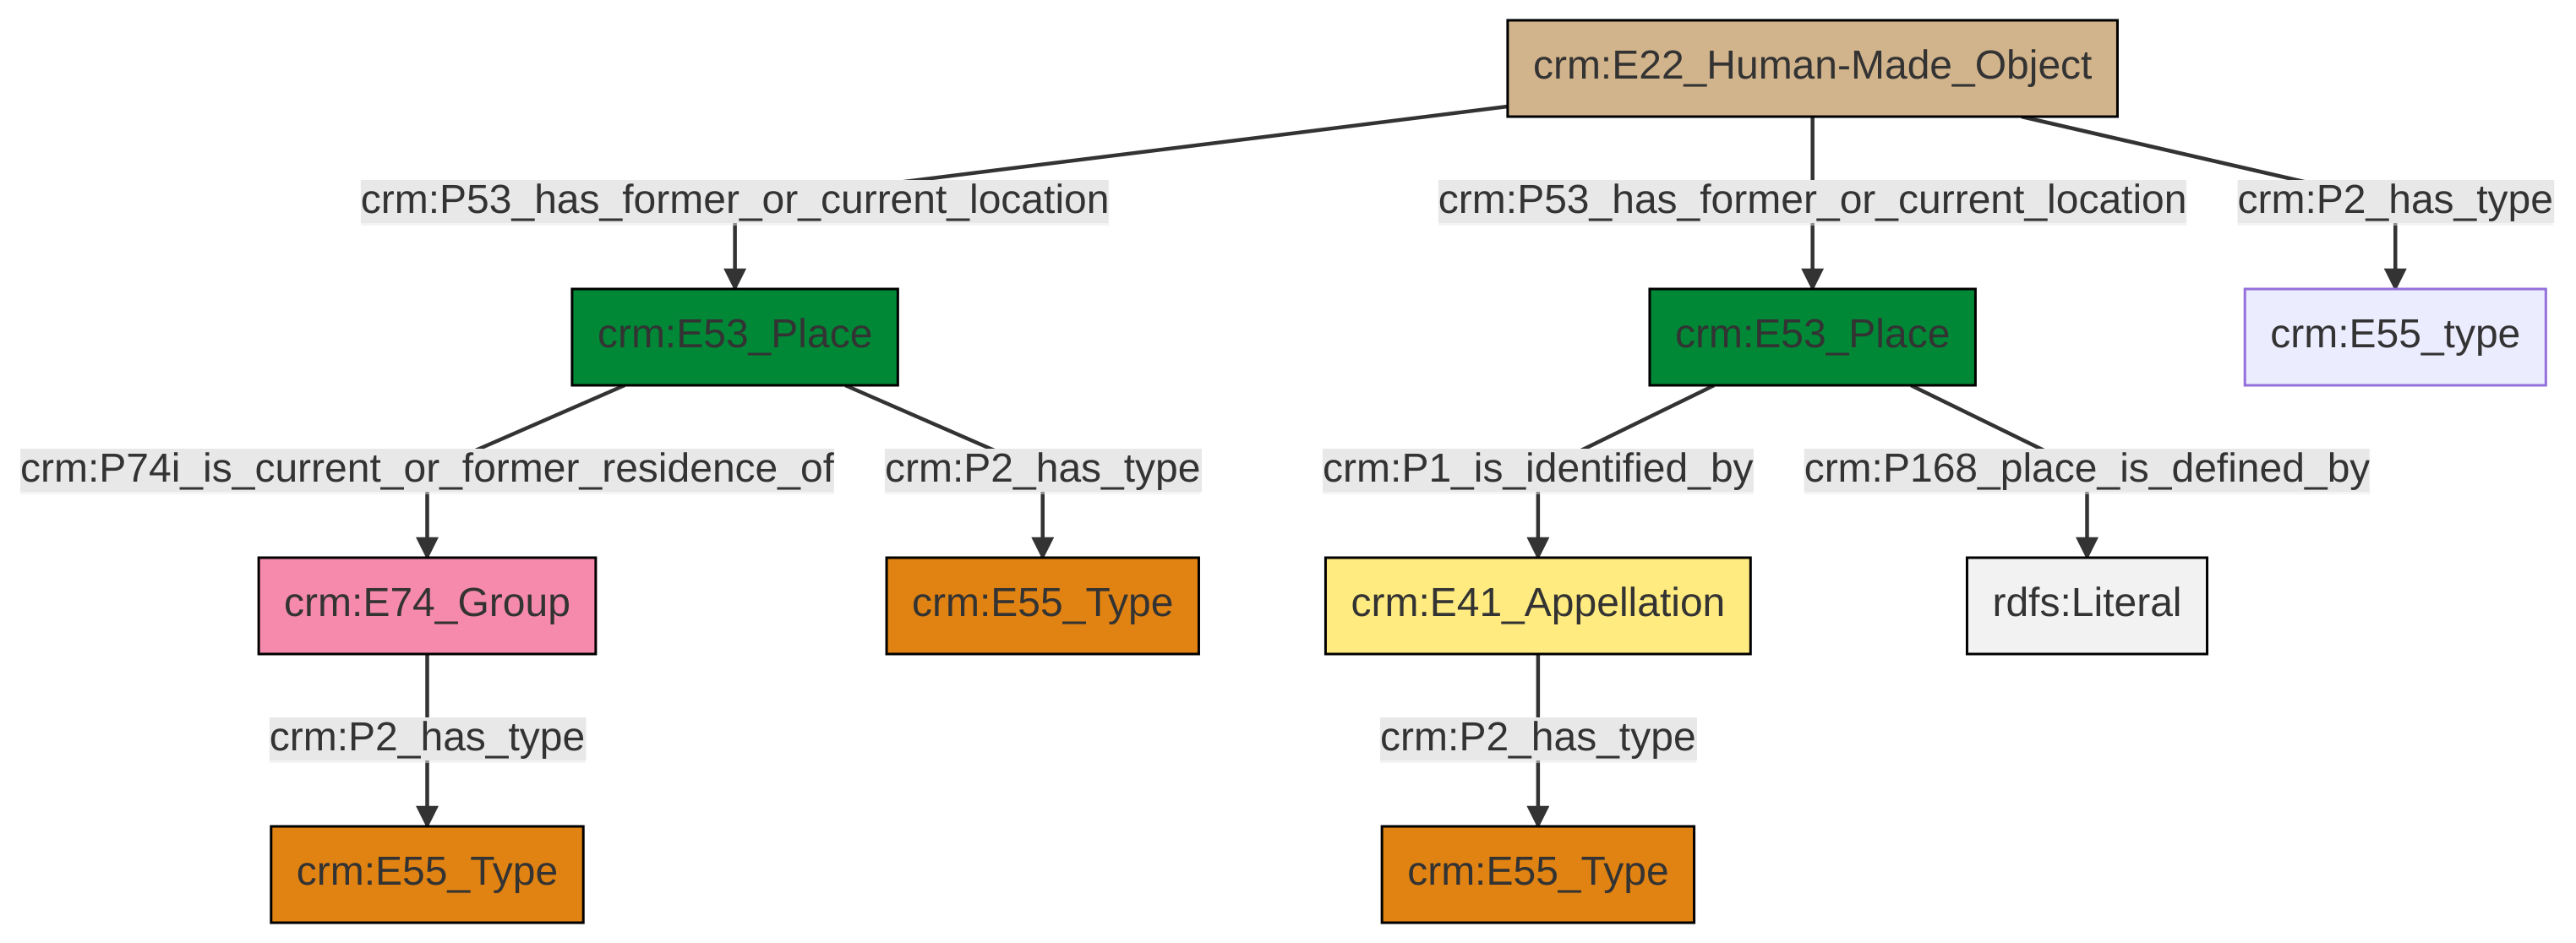 crm:E22_Human-Made_Object
crm:P53_has_former_or_current_location
crm:P53_has_former_or_current_location
crm:P2_has_type
crm:E53_Place
crm:E53_Place
crm:E55_type
crm:P74i_is_current_or_former_residence_of
crm:P2_has_type
crm:P1_is_identified_by
crm:P168_place_is_defined_by
crm:E74_Group
crm:E55_Type
crm:E41_Appellation
rdfs:Literal
crm:P2_has_type
crm:P2_has_type
crm:E55_Type
crm:E55_Type